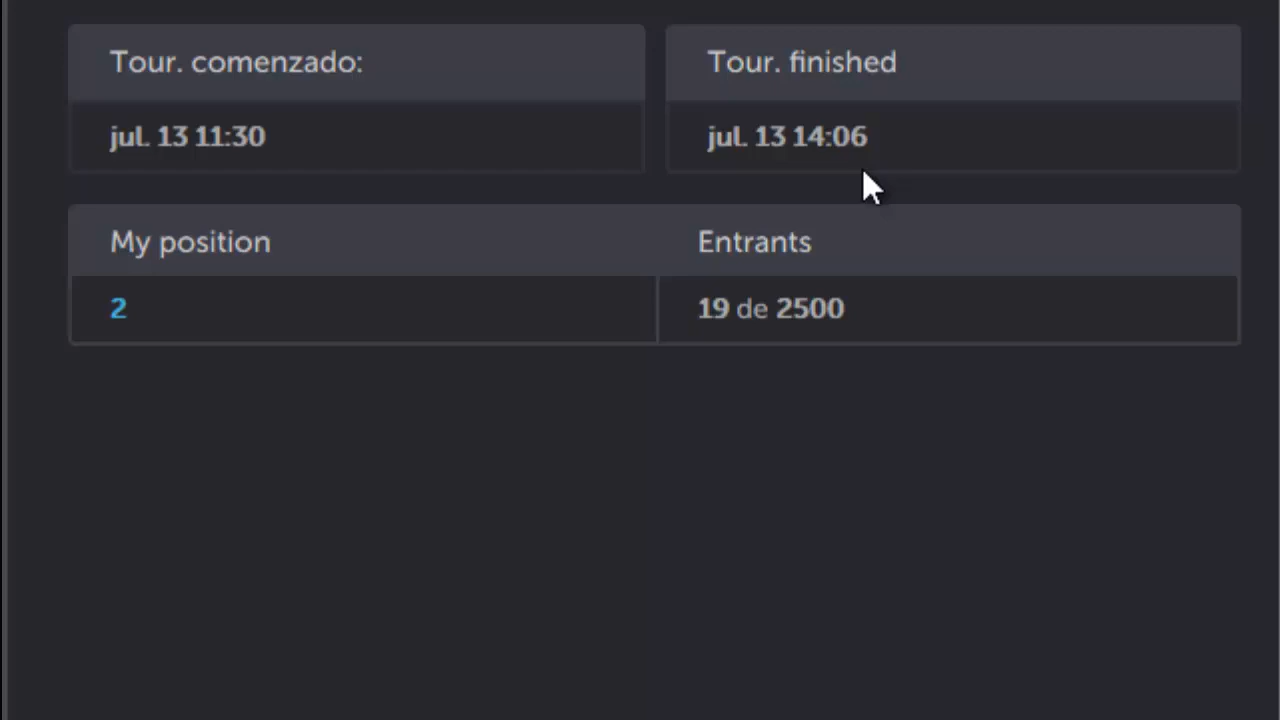 Tour. comenzado:
Tour. finished
jul. 13 11:30
jul. 13 14:06
My position
Entrants
2
19 de 2500